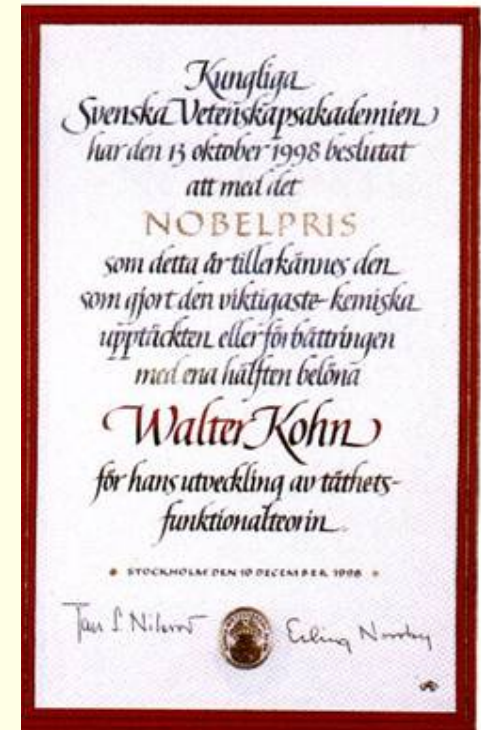 Kungliga
Svenska Vetenskapsakademien
har den 13 oktober 1998 beslutat
att med det
NOBELPRIS
som detta år tillerkännes den
som gjort den viktigaste kemiska
upptäckten eller förbättringen
med ena hälften belöna
Walter Kohn
för hans utveckling av täthets-
funktionalteorin
STOCKHOLM DEN 10 DECEMBER 1998
Erling Norrby